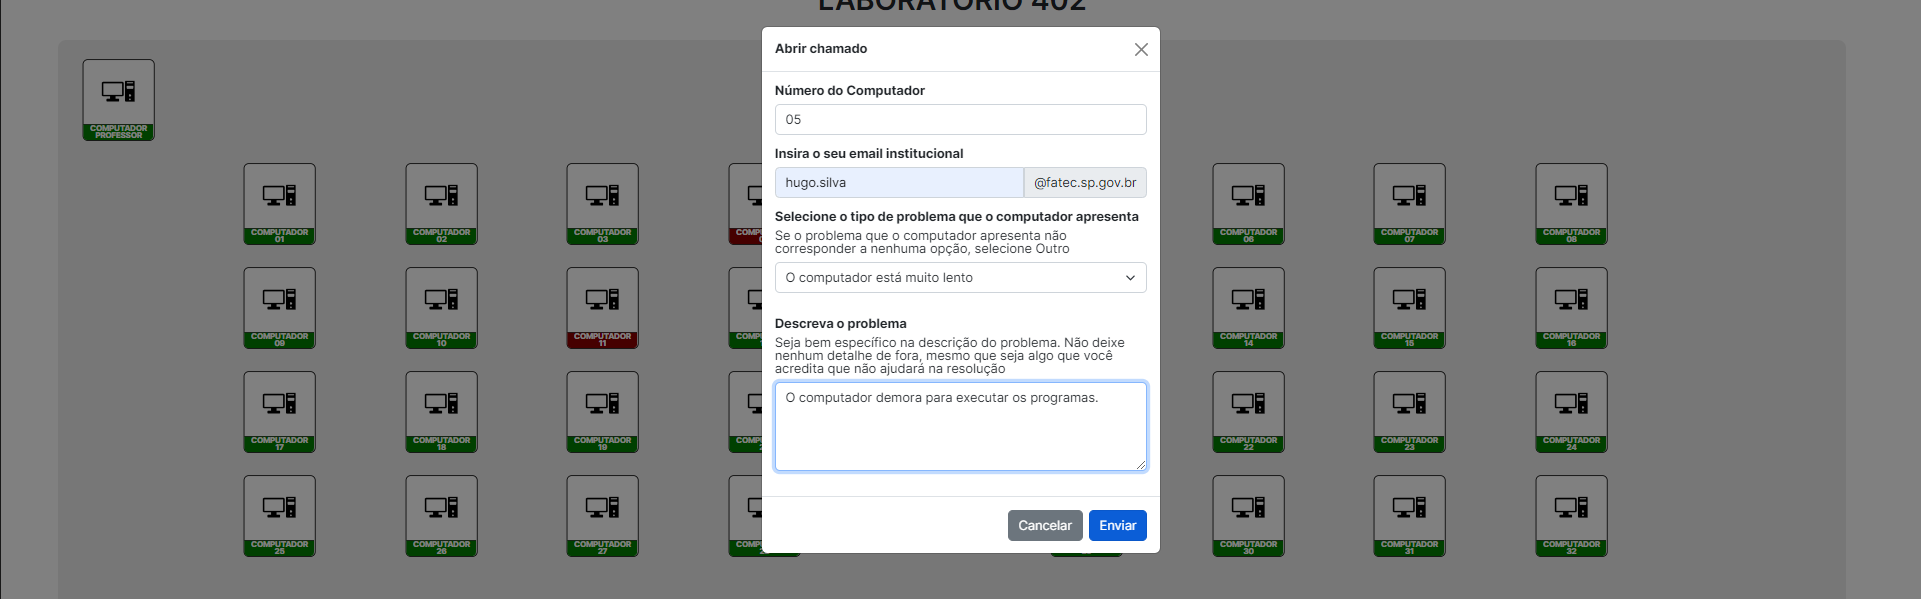 LABORATÓRIO 402
Abrir chamado
Número do Computador
05
Insira o seu email institucional
hugo.silva
@fatec.sp.gov.br
Selecione o tipo de problema que o computador apresenta
Se o problema que o computador apresenta não
corresponder a nenhuma opção, selecione Outro
O computador está muito lento
Descreva o problema
Seja bem específico na descrição do problema. Não deixe
nenhum detalhe de fora, mesmo que seja algo que você
acredita que não ajudará na resolução
O computador demora para executar os programas.
Cancelar
Enviar
COMPUTADOR
PROFESSOR
COMPUTADOR
01
COMPUTADOR
02
COMPUTADOR
03
COMPUTADOR
06
COMPUTADOR
07
COMPUTADOR
08
COMPUTADOR
09
COMPUTADOR
10
COMPUTADOR
11
COMPUTADOR
14
COMPUTADOR
15
COMPUTADOR
16
COMPUTADOR
17
COMPUTADOR
18
COMPUTADOR
19
COMPUTADOR
22
COMPUTADOR
23
COMPUTADOR
24
COMPUTADOR
25
COMPUTADOR
26
COMPUTADOR
27
COMPUTADOR
30
COMPUTADOR
31
COMPUTADOR
32